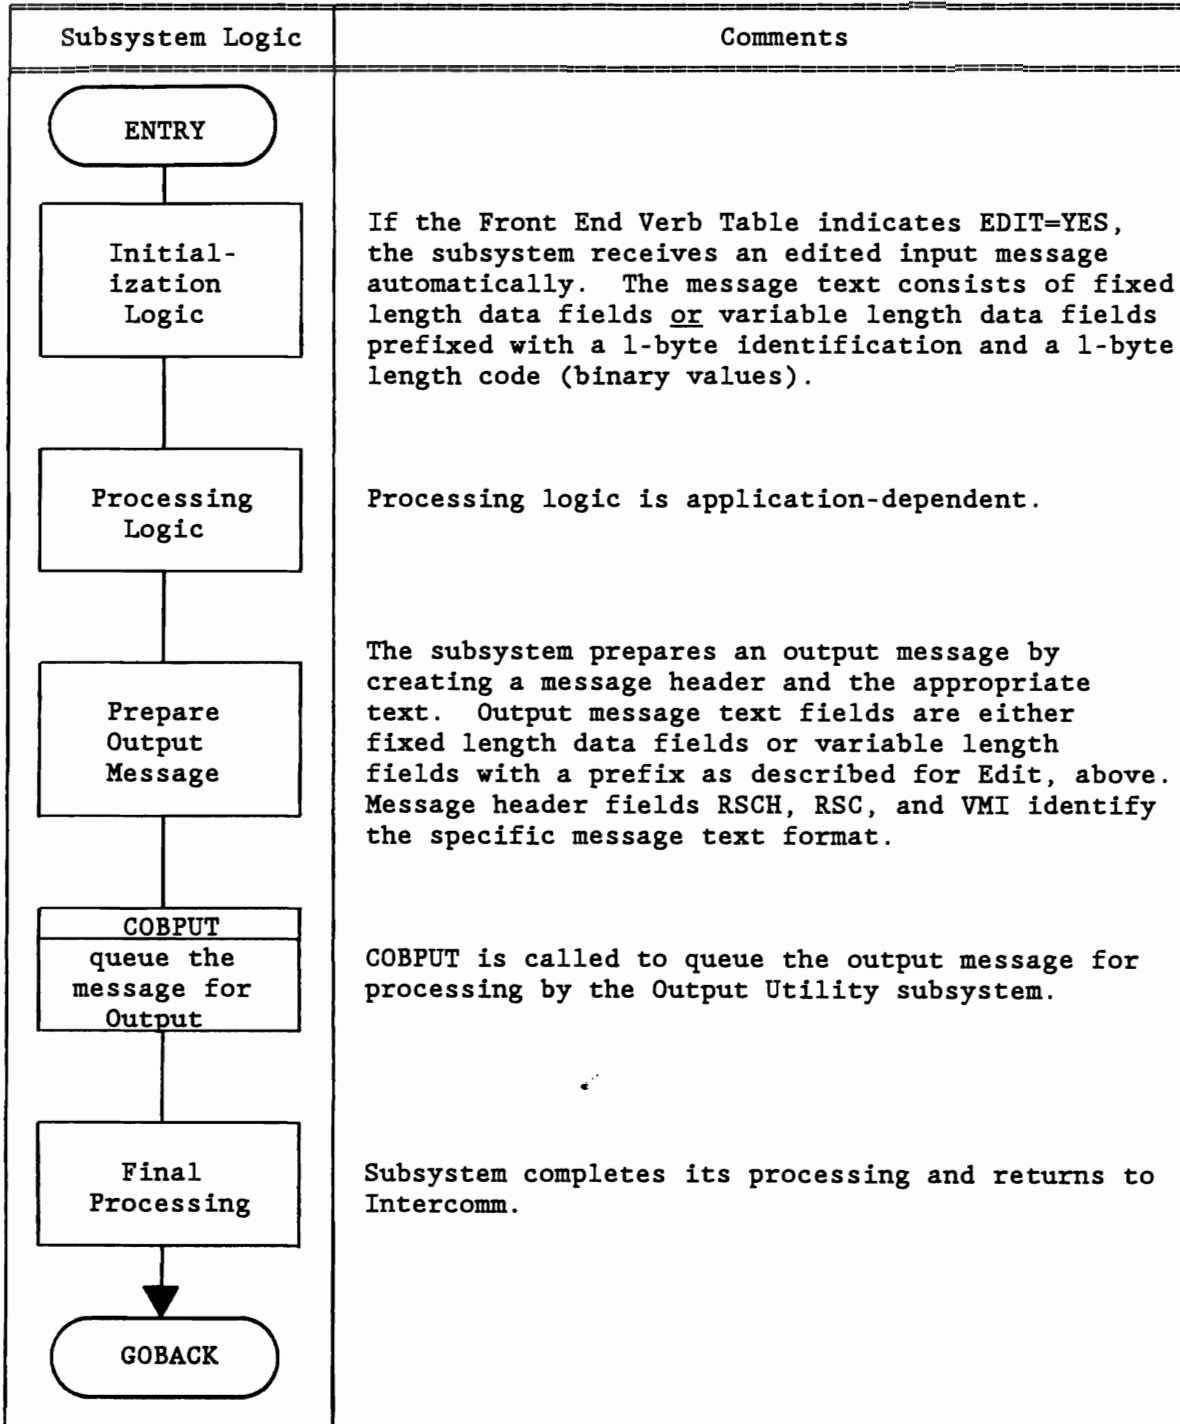 Subsystem Logic
Comments
ENTRY
Initial-
ization
Logic
If the Front End Verb Table indicates EDIT=YES,
the subsystem receives an edited input message
automatically. The message text consists of fixed
length data fields or variable length data fields
prefixed with a 1-byte identification and a 1-byte
length code (binary values).
Processing
Logic
Processing logic is application-dependent.
Prepare
Output
Message
The subsystem prepares an output message by
creating a message header and the appropriate
text. Output message text fields are either
fixed length data fields or variable length
fields with a prefix as described for Edit, above.
Message header fields RSCH, RSC, and VMI identify
the specific message text format.
COBPUT
queue the
message for
Output
COBPUT is called to queue the output message for
processing by the Output Utility subsystem.
Final
Processing
Subsystem completes its processing and returns to
Intercomm.
GOBACK